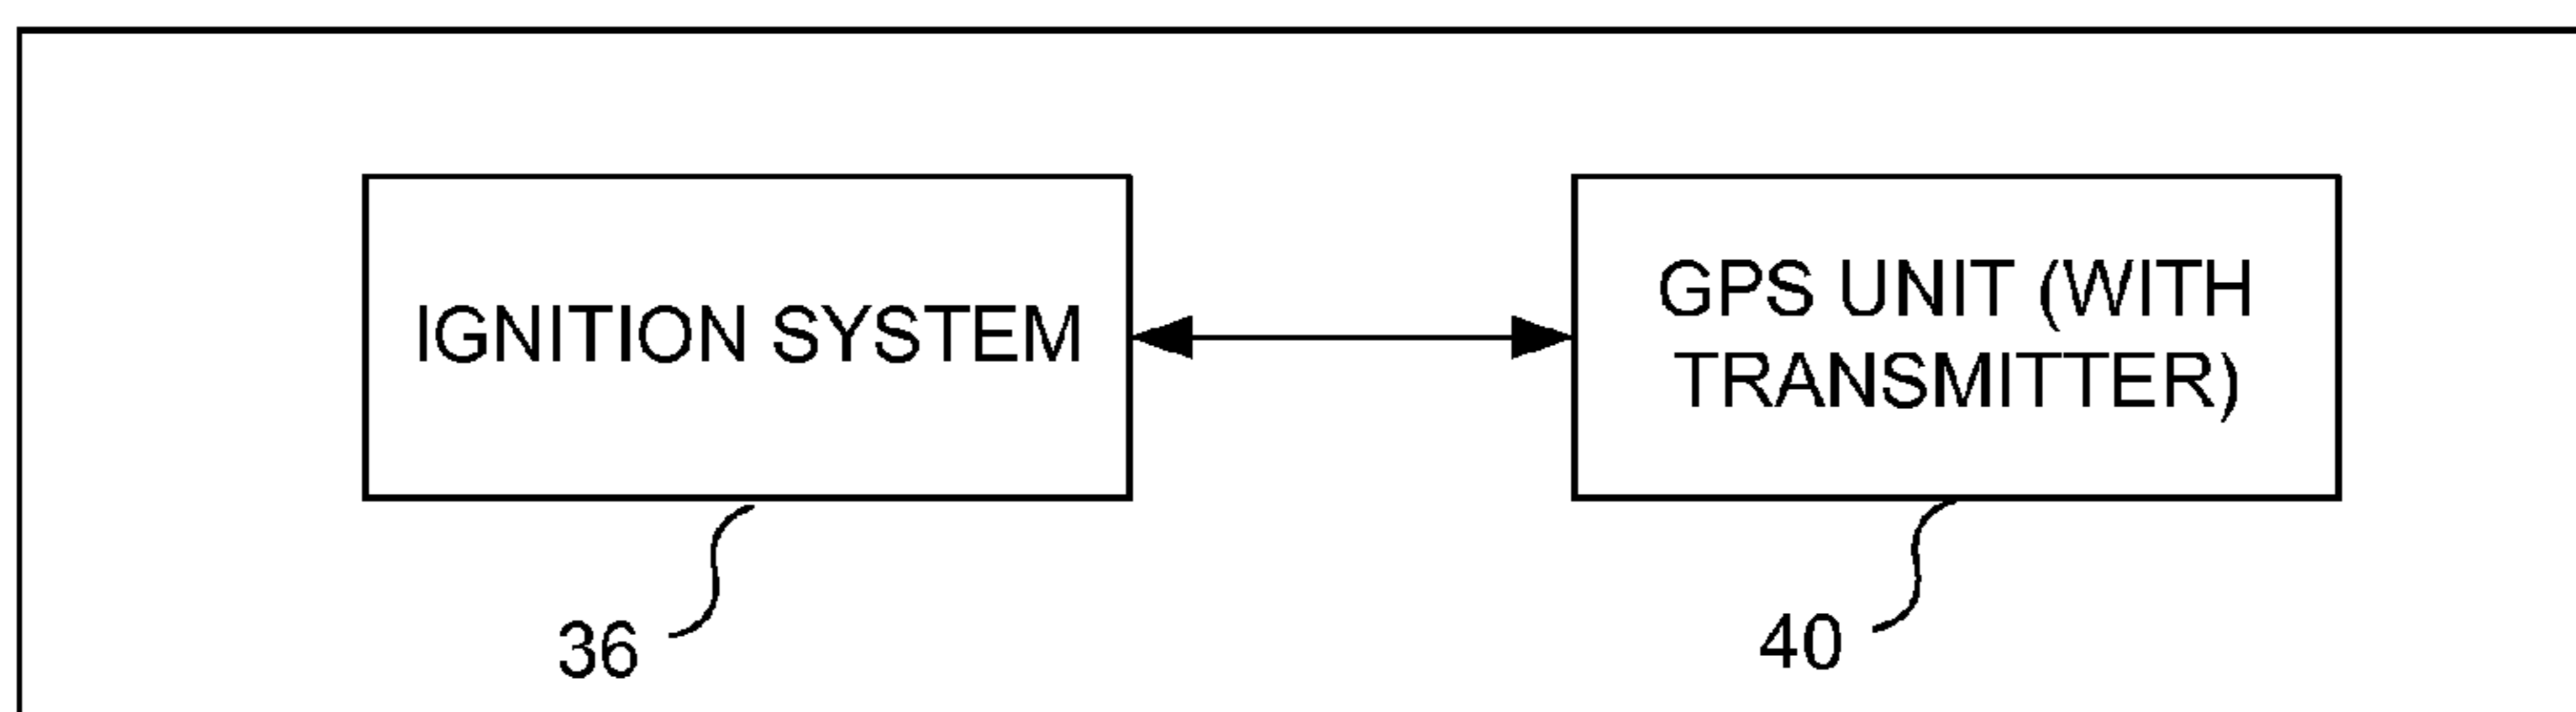 IGNITION SYSTEM
GPS UNIT (WITH
TRANSMITTER)
36
40